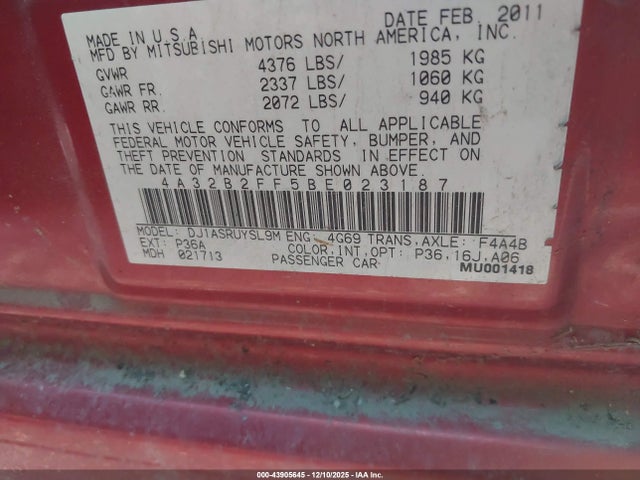 MADE IN U.S.A DATE FEB. 2011
MFD BY MITSUBISHI MOTORS NORTH AMERICA, INC.
GVWR 4376 LBS/ 1985 KG
GAWR FR. 2337 LBS/ 1060 KG
GAWR RR. 2072 LBS/ 940 KG
THIS VEHICLE CONFORMS TO ALL APPLICABLE
FEDERAL MOTOR VEHICLE SAFETY, BUMPER, AND
THEFT PREVENTION STANDARDS IN EFFECT ON
THE DATE OF MANUFACTURE SHOWN ABOVE.
4A32B2FF5BE023187
MODEL: DJ1ASRUYSL9M ENG: 4G69 TRANS,AXLE: F4A4B
EXT: P36A COLOR,INT,OPT: P36,16J,A06
MDH 021713 PASSENGER CAR MU001418
000-43905645 - 12/10/2025 - IAA Inc.